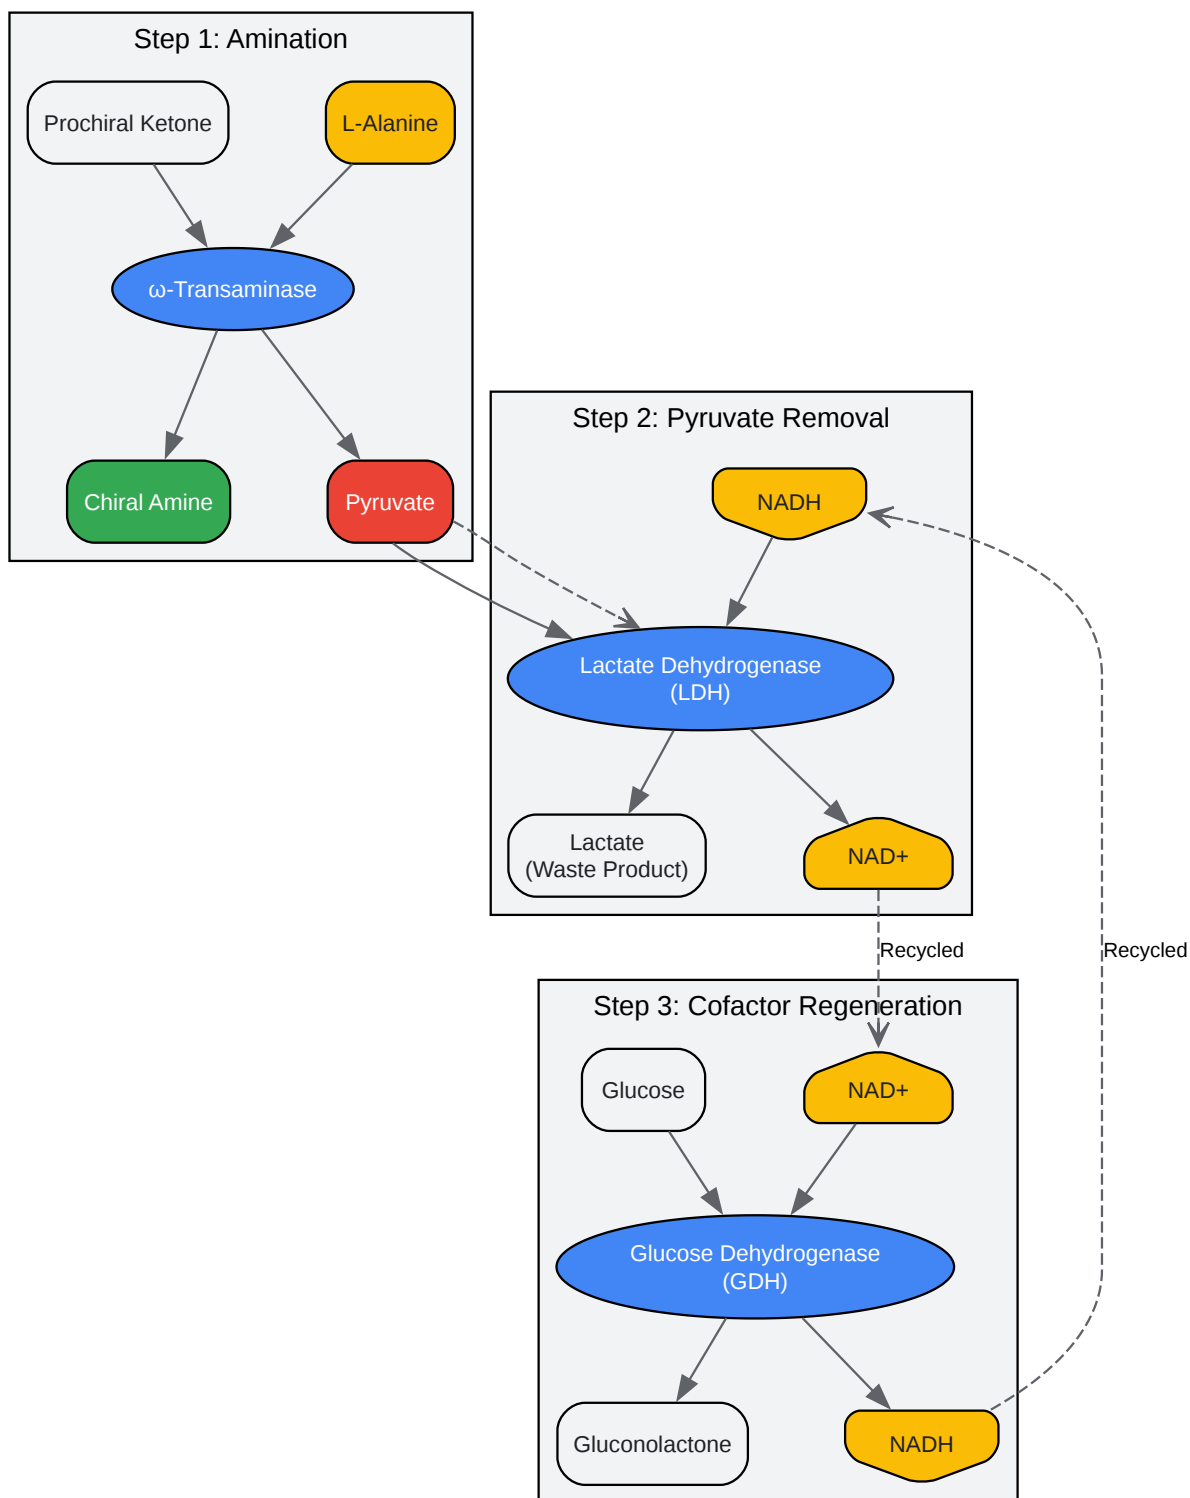 Step 1: Amination
Prochiral Ketone
L-Alanine
ω-Transaminase
Chiral Amine
Pyruvate
Step 2: Pyruvate Removal
NADH
Lactate Dehydrogenase
(LDH)
Lactate
(Waste Product)
NAD+
Recycled
Recycled
Step 3: Cofactor Regeneration
Glucose
NAD+
Glucose Dehydrogenase
(GDH)
Gluconolactone
NADH